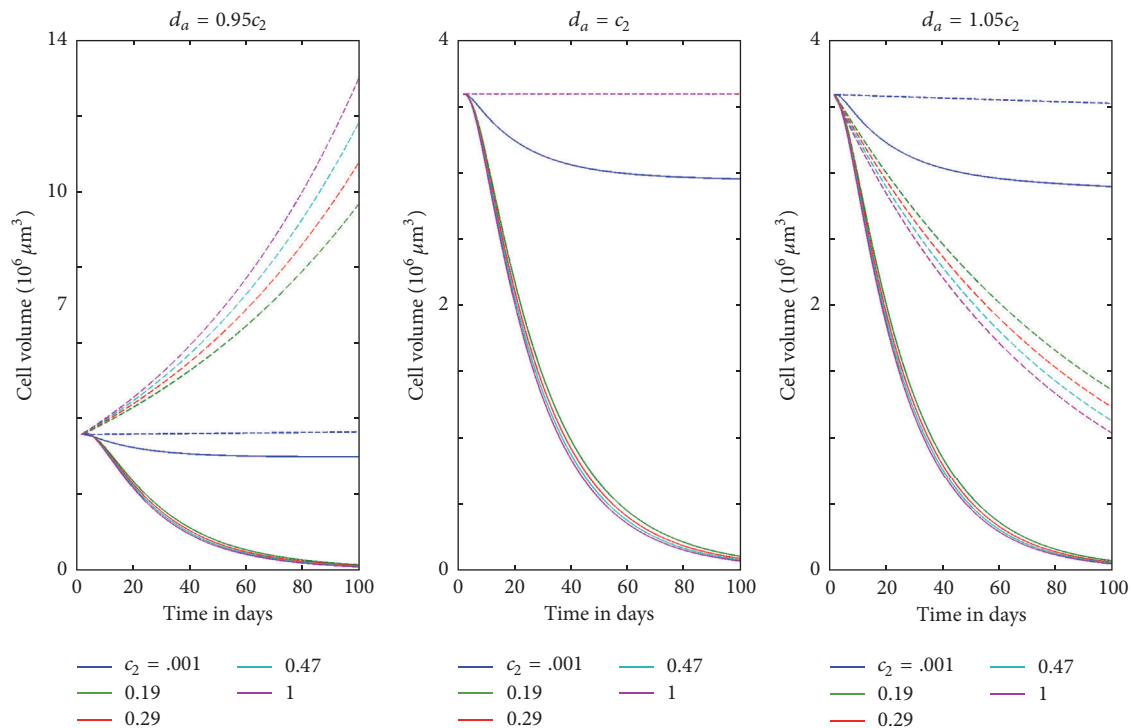 d_a = 0.95c_2
14
10
7
0
Cell volume (10^6 μm^3)
0 20 40 60 80 100
Time in days
c_2 = .001
0.19
0.29
0.47
1
d_a = c_2
4
2
0
Cell volume (10^6 μm^3)
0 20 40 60 80 100
Time in days
c_2 = .001
0.19
0.29
0.47
1
d_a = 1.05c_2
4
2
0
Cell volume (10^6 μm^3)
0 20 40 60 80 100
Time in days
c_2 = .001
0.19
0.29
0.47
1